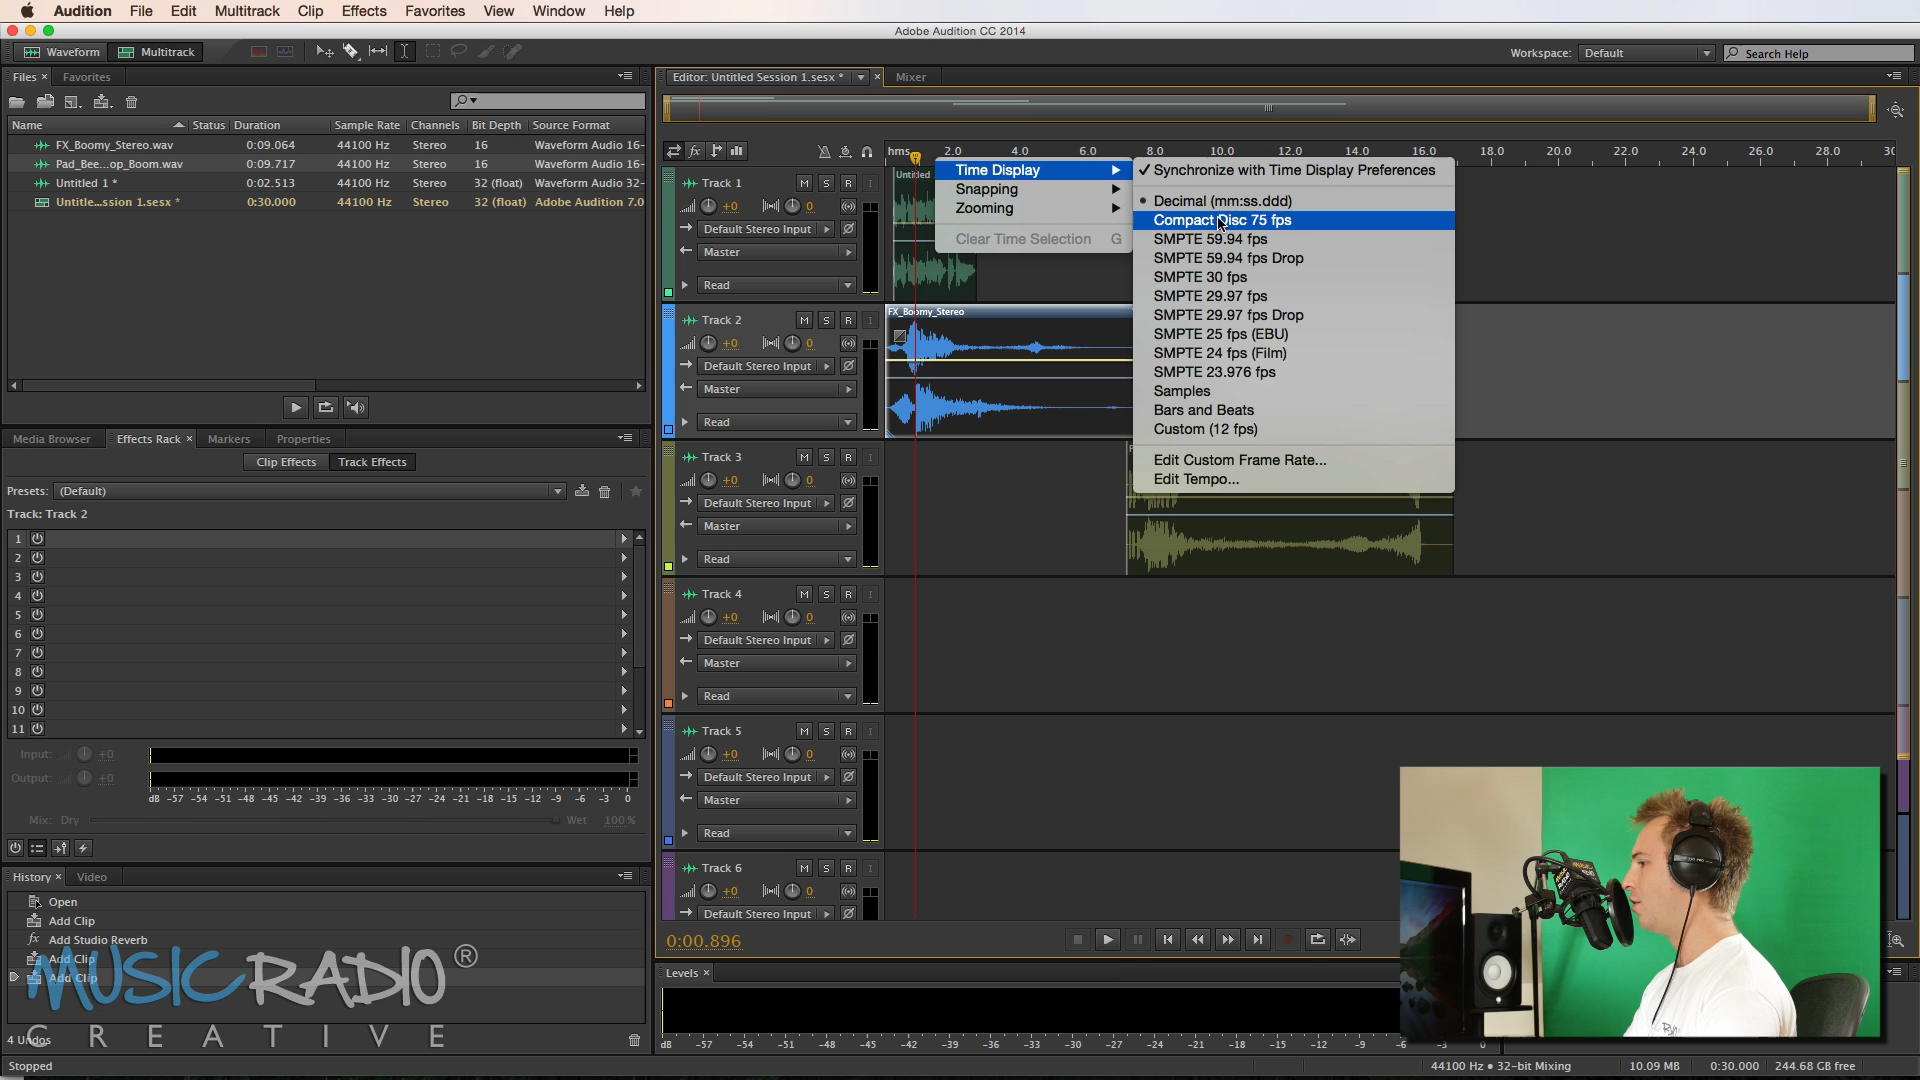 Audition File Edit Multitrack Clip Effects Favorites View Window Help
Adobe Audition CC 2014
Waveform Multitrack Workspace: Default Search Help
Files × Favorites Editor: Untitled Session 1.sesx * × Mixer
Name Status Duration Sample Rate Channels Bit Depth Source Format
FX_Boomy_Stereo.wav 0:09.064 44100 Hz Stereo 16 Waveform Audio 16-
Pad_Bee...op_Boom.wav 0:09.717 44100 Hz Stereo 16 Waveform Audio 16-
Untitled 1 * 0:02.513 44100 Hz Stereo 32 (float) Waveform Audio 32-
Untitle...ssion 1.sesx * 0:30.000 44100 Hz Stereo 32 (float) Adobe Audition 7.0
hms 2.0 4.0 6.0 8.0 10.0 12.0 14.0 16.0 18.0 20.0 22.0 24.0 26.0 28.0 30
Time Display
Snapping
Zooming
Clear Time Selection G
✓ Synchronize with Time Display Preferences
• Decimal (mm:ss.ddd)
Compact Disc 75 fps
SMPTE 59.94 fps
SMPTE 59.94 fps Drop
SMPTE 30 fps
SMPTE 29.97 fps
SMPTE 29.97 fps Drop
SMPTE 25 fps (EBU)
SMPTE 24 fps (Film)
SMPTE 23.976 fps
Samples
Bars and Beats
Custom (12 fps)
Edit Custom Frame Rate...
Edit Tempo...
Track 1 M S R I
+0 0
Default Stereo Input
Master
Read
Untitled
Track 2 M S R I
+0 0
Default Stereo Input
Master
Read
FX_Boomy_Stereo
Track 3 M S R I
+0 0
Default Stereo Input
Master
Read
Track 4 M S R I
+0 0
Default Stereo Input
Master
Read
Track 5 M S R I
+0 0
Default Stereo Input
Master
Read
Track 6 M S R I
+0 0
Default Stereo Input
Media Browser Effects Rack × Markers Properties
Clip Effects Track Effects
Presets: (Default)
Track: Track 2
1
2
3
4
5
6
7
8
9
10
11
Input: +0
Output: +0
dB -57 -54 -51 -48 -45 -42 -39 -36 -33 -30 -27 -24 -21 -18 -15 -12 -9 -6 -3 0
Mix: Dry Wet 100 %
History × Video
Open
Add Clip
Add Studio Reverb
Add Clip
Add Clip
MUSIC RADIO ®
CREATIVE
4 Undos
0:00.896
Levels ×
dB -57 -54 -51 -48 -45 -42 -39 -36 -33 -30 -27 -24 -21 -18 -15 -12 -9 -6 -3 0
Stopped 44100 Hz • 32-bit Mixing 10.09 MB 0:30.000 244.68 GB free